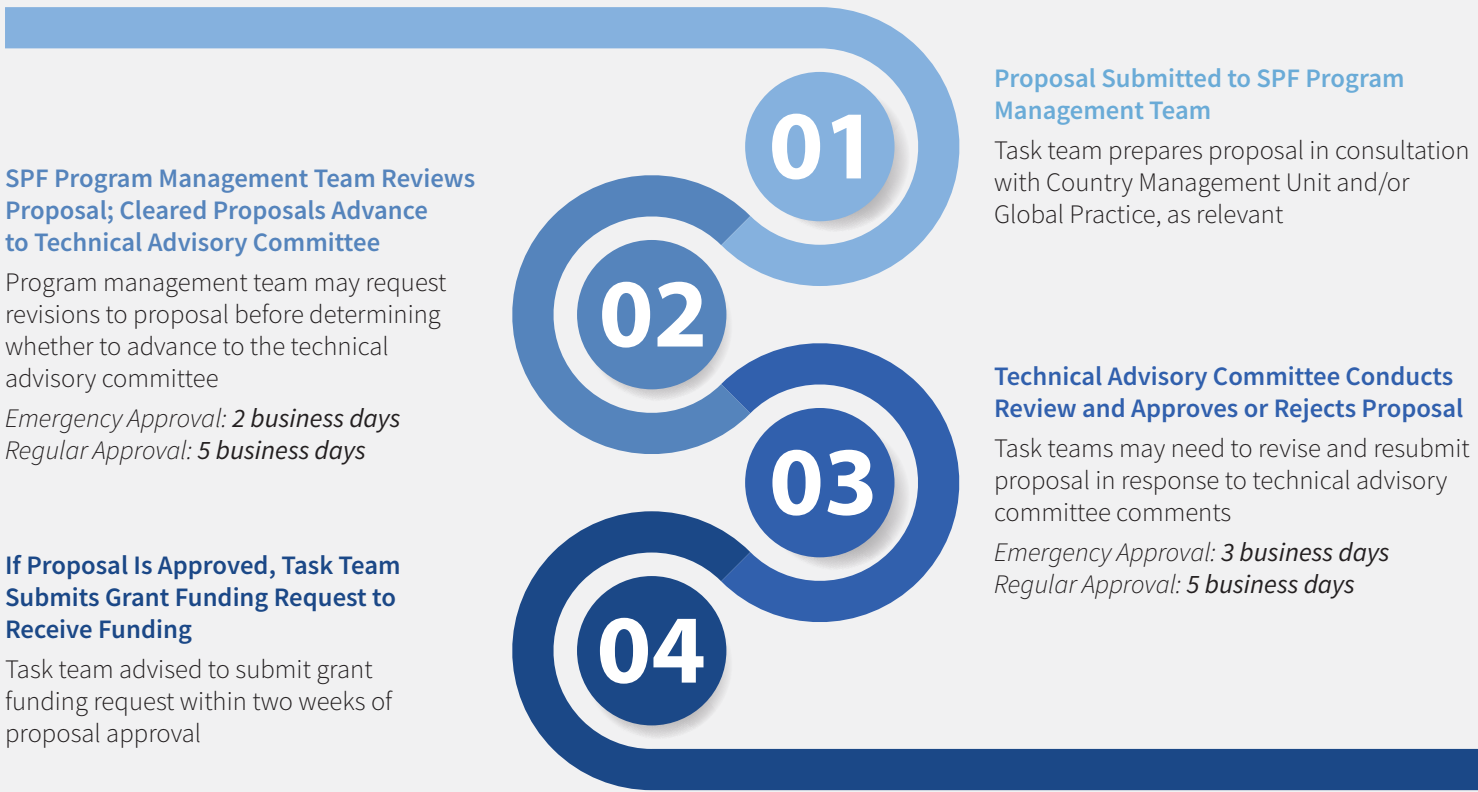 01
Proposal Submitted to SPF Program
Management Team
Task team prepares proposal in consultation
with Country Management Unit and/or
Global Practice, as relevant
02
SPF Program Management Team Reviews
Proposal; Cleared Proposals Advance
to Technical Advisory Committee
Program management team may request
revisions to proposal before determining
whether to advance to the technical
advisory committee
Emergency Approval: 2 business days
Regular Approval: 5 business days
03
Technical Advisory Committee Conducts
Review and Approves or Rejects Proposal
Task teams may need to revise and resubmit
proposal in response to technical advisory
committee comments
Emergency Approval: 3 business days
Regular Approval: 5 business days
04
If Proposal Is Approved, Task Team
Submits Grant Funding Request to
Receive Funding
Task team advised to submit grant
funding request within two weeks of
proposal approval